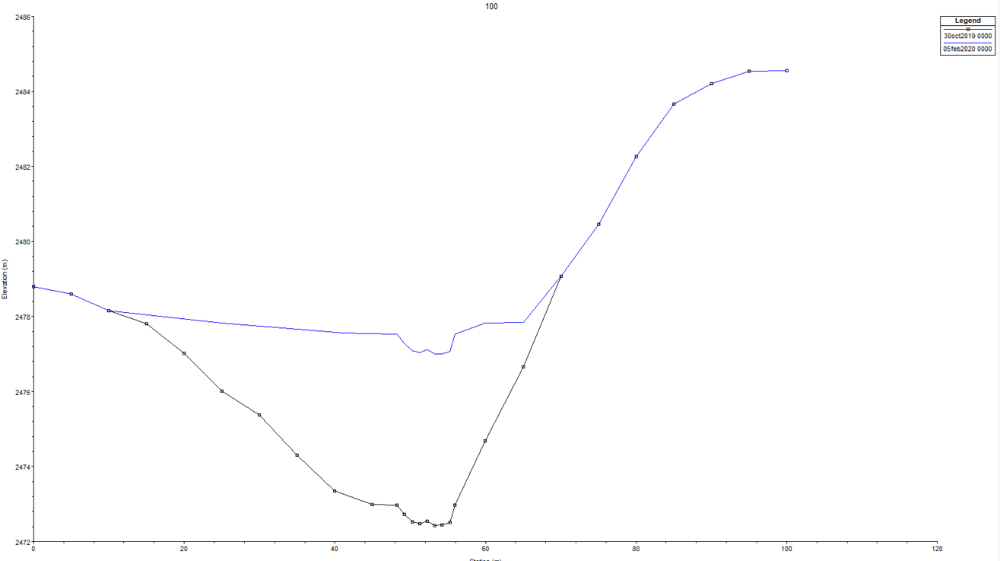 100
Legend
30oct2019 0000
05feb2020 0000
Elevation (m)
2486
2484
2482
2480
2478
2476
2474
2472
0 20 40 60 80 100 120
Station (m)